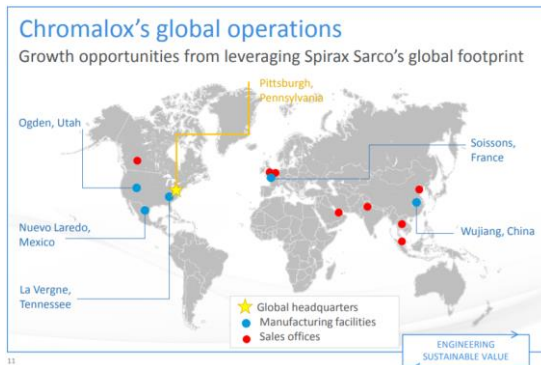 Chromalox's global operations
Growth opportunities from leveraging Spirax Sarco's global footprint
Pittsburgh,
Pennsylvania
Ogden, Utah
Soissons,
France
Nuevo Laredo,
Mexico
Wujiang, China
La Vergne,
Tennessee
Global headquarters
Manufacturing facilities
Sales offices
ENGINEERING
SUSTAINABLE VALUE
11